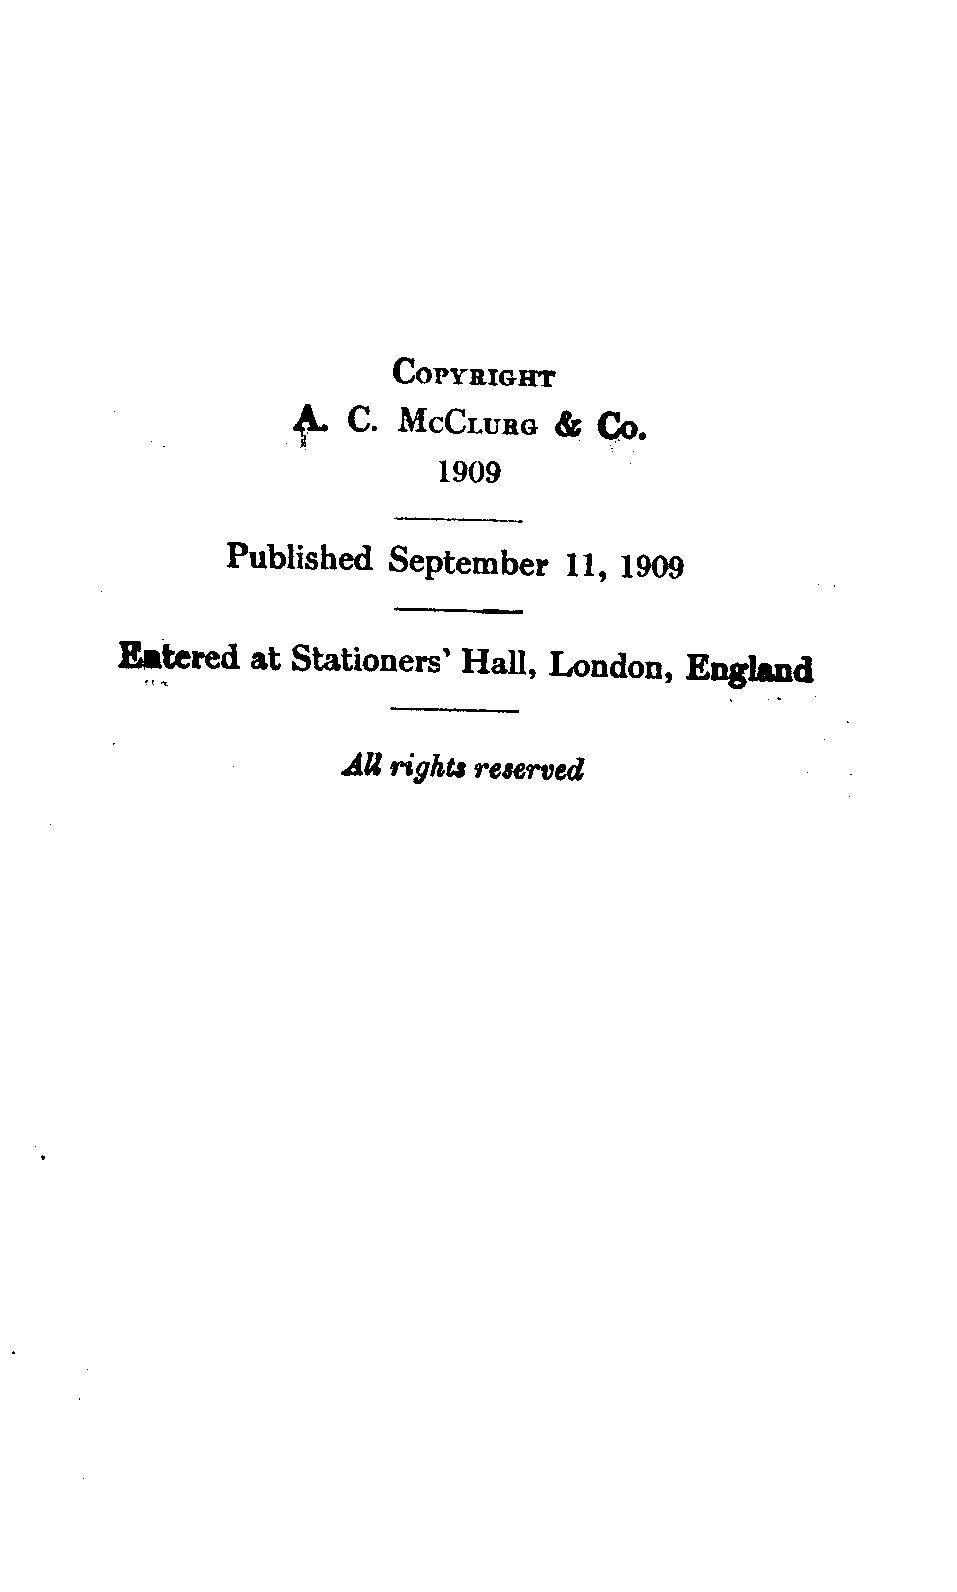 Copyright
A. C. McClurg & Co.
1909
Published September 11, 1909
Entered at Stationers' Hall, London, England
All rights reserved